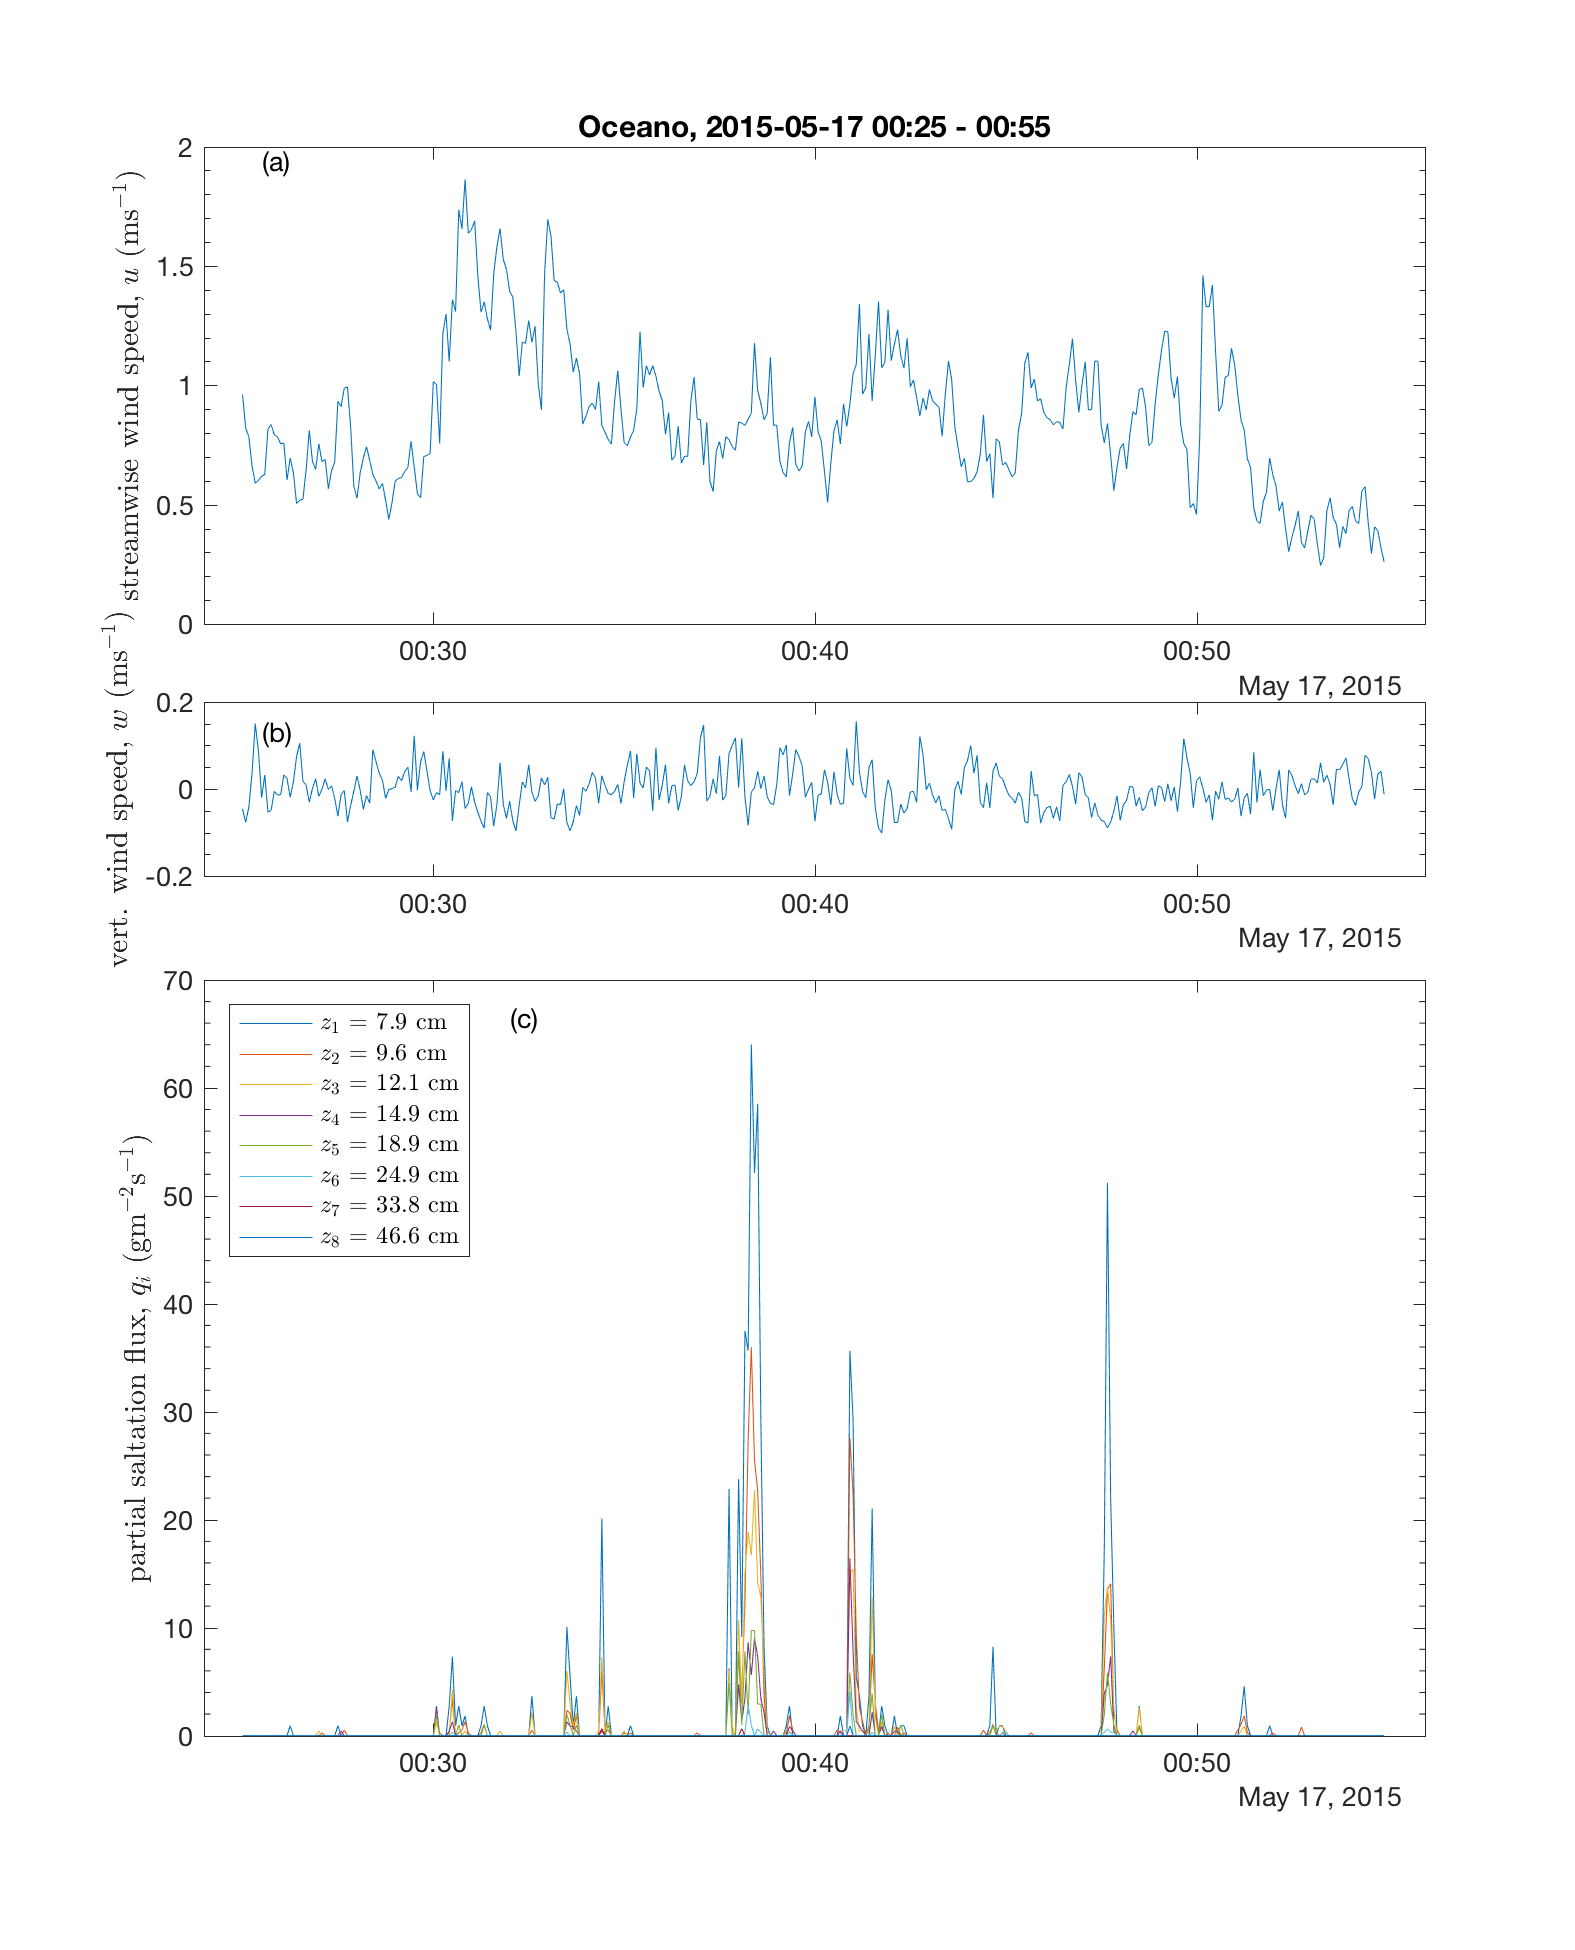 Oceano, 2015-05-17 00:25 - 00:55
(a)
streamwise wind speed, u (ms⁻¹)
2
1.5
1
0.5
0
00:30 00:40 00:50
May 17, 2015
(b)
vert. wind speed, w (ms⁻¹)
0.2
0
-0.2
00:30 00:40 00:50
May 17, 2015
(c)
partial saltation flux, qᵢ (gm⁻²s⁻¹)
70
60
50
40
30
20
10
0
z₁ = 7.9 cm
z₂ = 9.6 cm
z₃ = 12.1 cm
z₄ = 14.9 cm
z₅ = 18.9 cm
z₆ = 24.9 cm
z₇ = 33.8 cm
z₈ = 46.6 cm
00:30 00:40 00:50
May 17, 2015